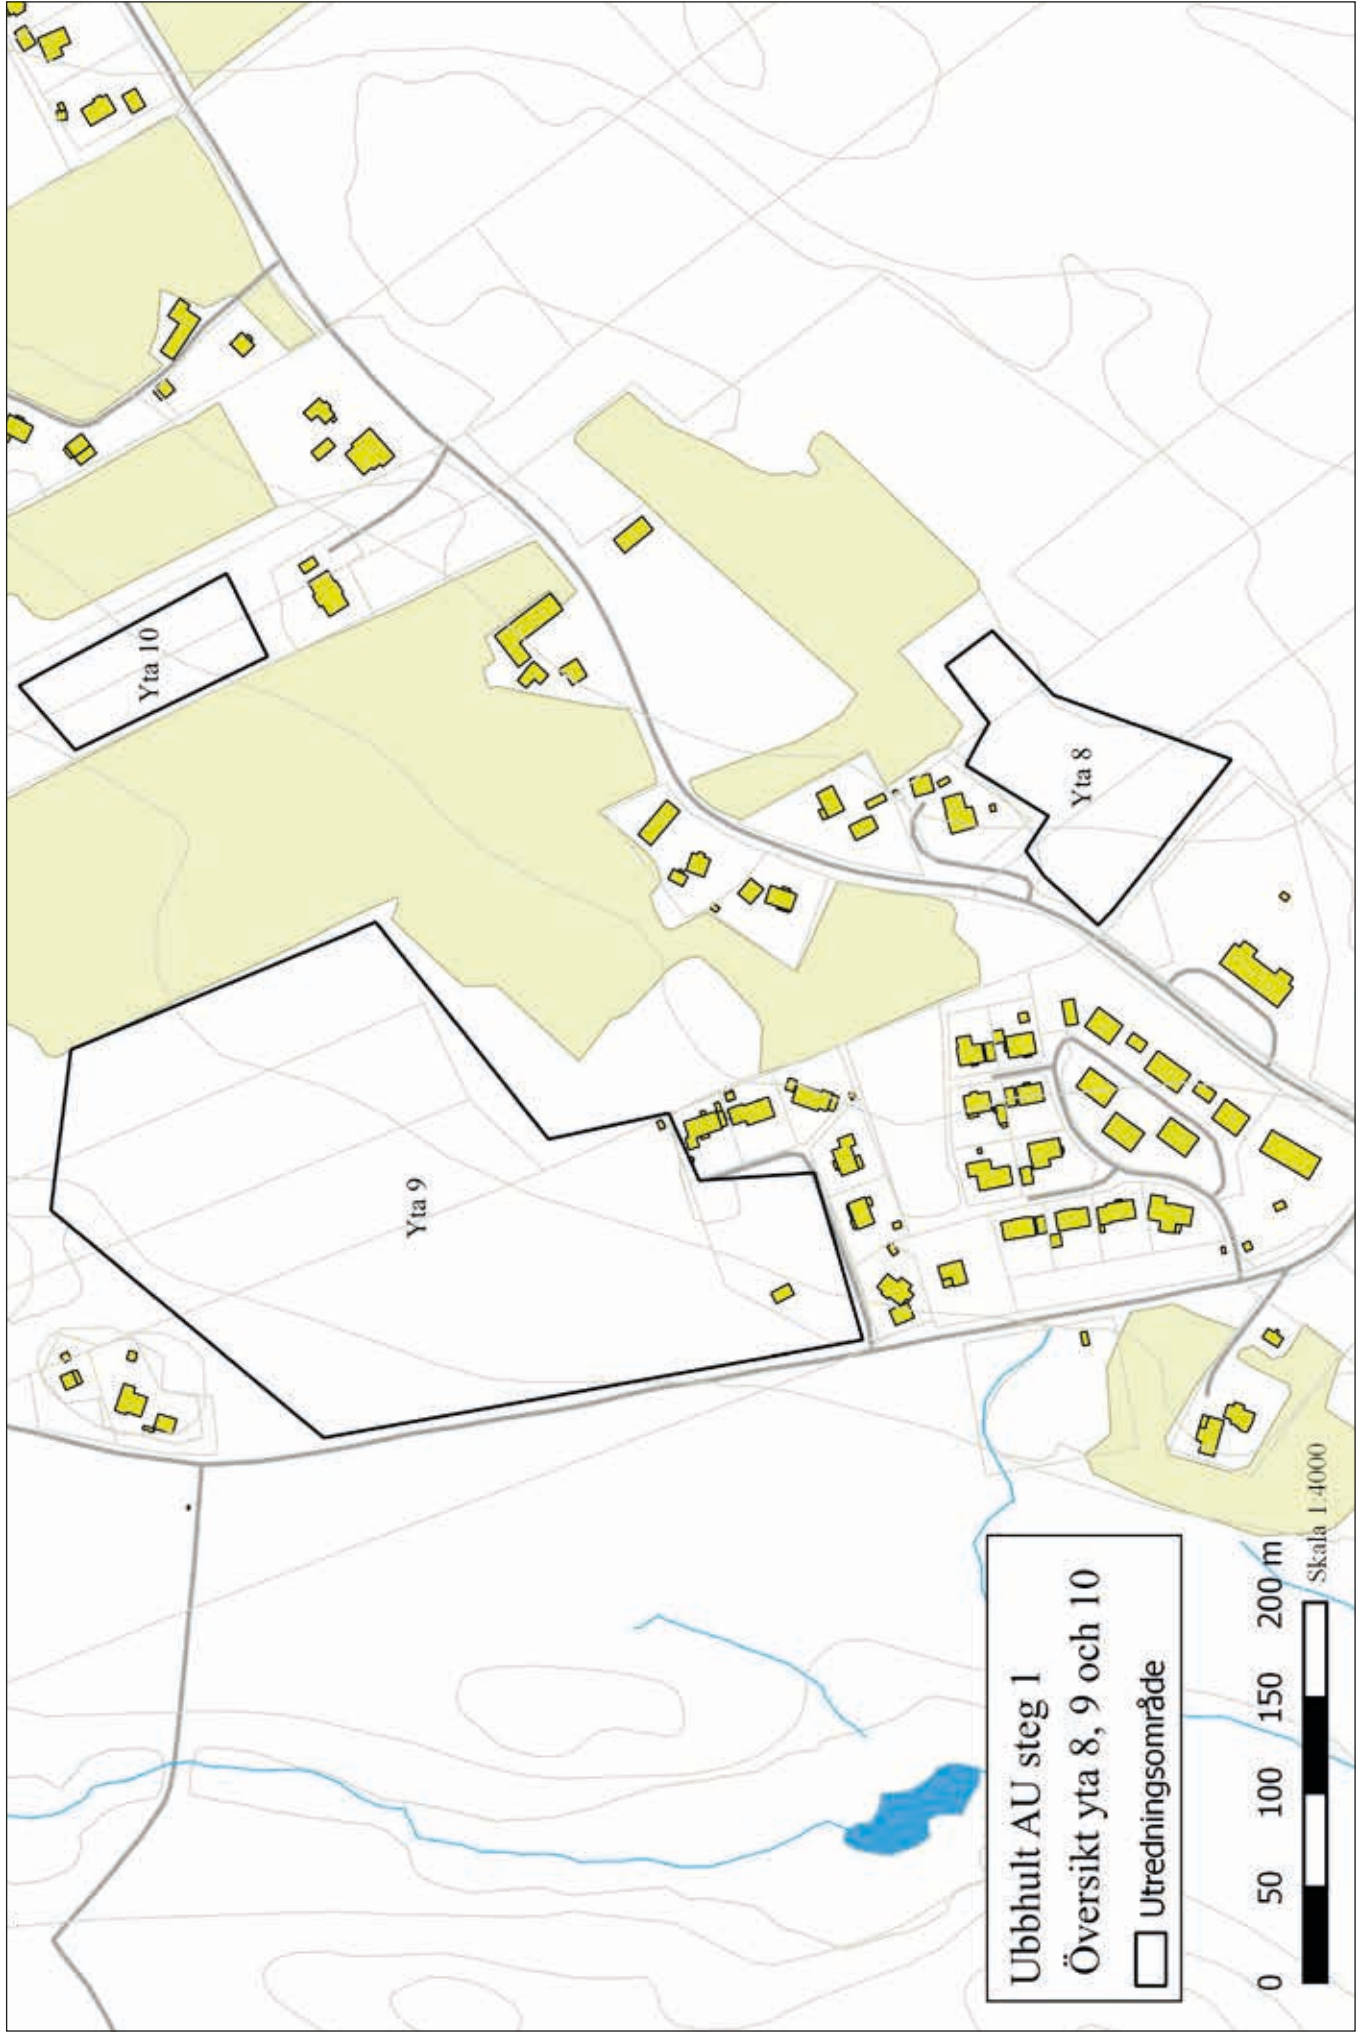 Yta 10
Yta 9
Yta 8
Ubbhult AU steg 1
Översikt yta 8, 9 och 10
Utredningsområde
0 50 100 150 200 m
Skala 1:4000